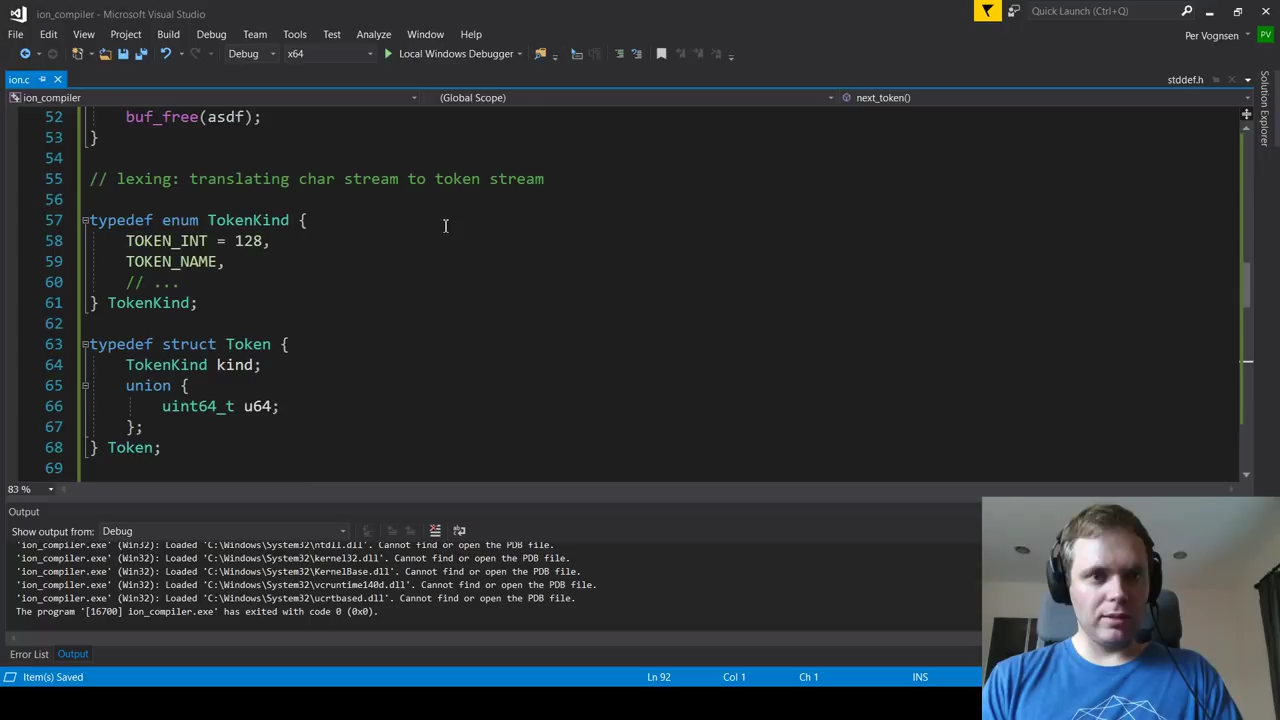 ion_compiler - Microsoft Visual Studio
Quick Launch (Ctrl+Q)
File Edit View Project Build Debug Team Tools Test Analyze Window Help
Per Vognsen PV
Debug x64 Local Windows Debugger
ion.c stddef.h
ion_compiler (Global Scope) next_token()
Solution Explorer
52 buf_free(asdf);
53 }
54
55 // lexing: translating char stream to token stream
56
57 typedef enum TokenKind {
58 TOKEN_INT = 128,
59 TOKEN_NAME,
60 // ...
61 } TokenKind;
62
63 typedef struct Token {
64 TokenKind kind;
65 union {
66 uint64_t u64;
67 };
68 } Token;
69
83 %
Output
Show output from: Debug
'ion_compiler.exe' (Win32): Loaded 'C:\Windows\System32\ntdll.dll'. Cannot find or open the PDB file.
'ion_compiler.exe' (Win32): Loaded 'C:\Windows\System32\kernel32.dll'. Cannot find or open the PDB file.
'ion_compiler.exe' (Win32): Loaded 'C:\Windows\System32\KernelBase.dll'. Cannot find or open the PDB file.
'ion_compiler.exe' (Win32): Loaded 'C:\Windows\System32\vcruntime140d.dll'. Cannot find or open the PDB file.
'ion_compiler.exe' (Win32): Loaded 'C:\Windows\System32\ucrtbased.dll'. Cannot find or open the PDB file.
The program '[16700] ion_compiler.exe' has exited with code 0 (0x0).
Error List Output
Item(s) Saved Ln 92 Col 1 Ch 1 INS